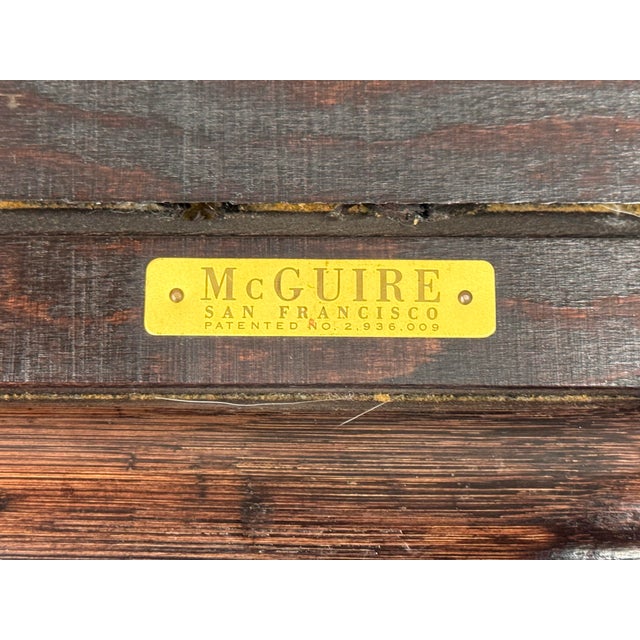 McGUIRE
SAN FRANCISCO
PATENTED NO. 2,936,009